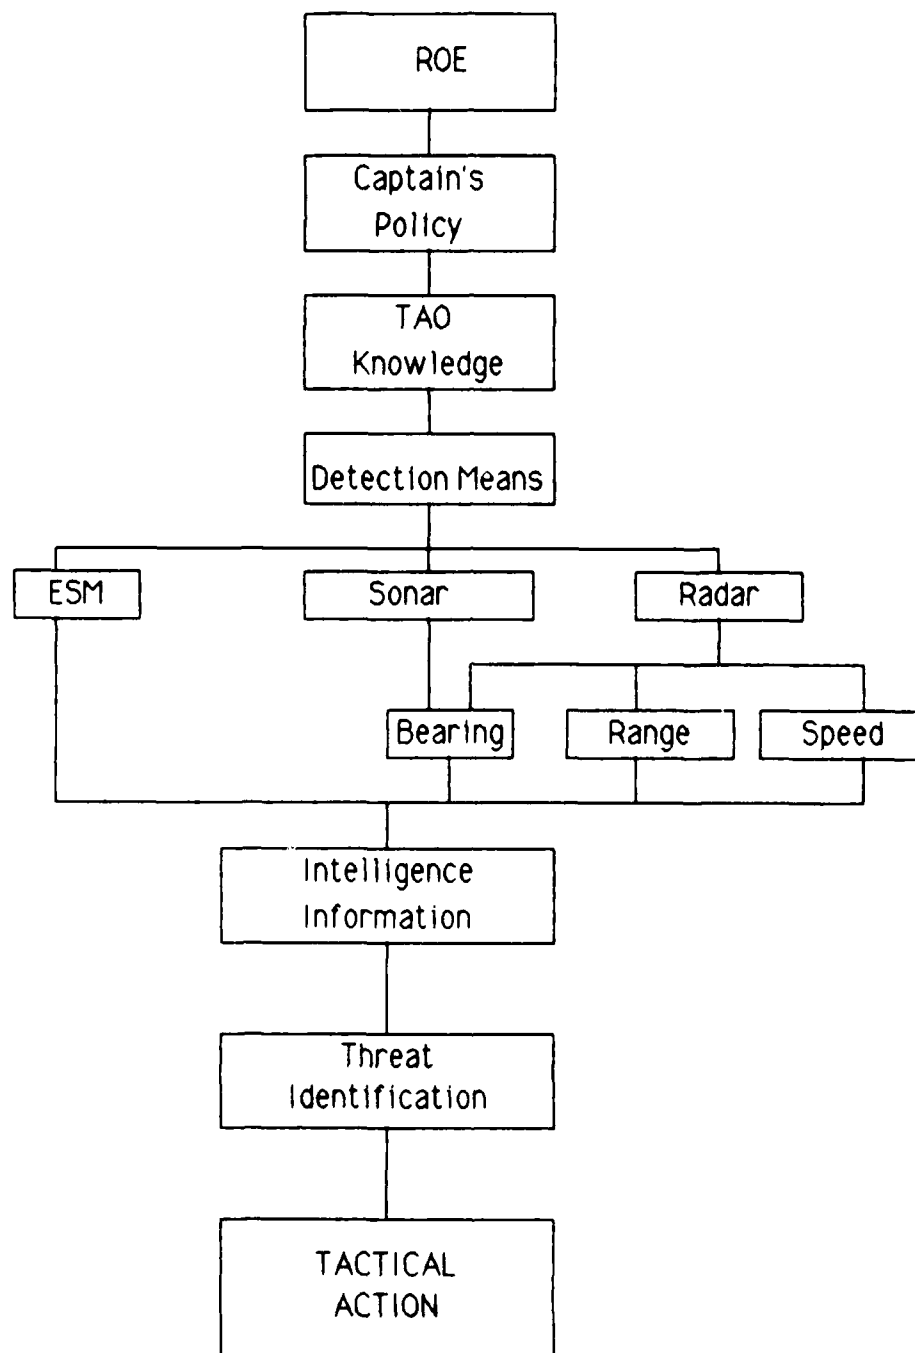 ROE
Captain's
Policy
TAO
Knowledge
Detection Means
ESM
Sonar
Radar
Bearing
Range
Speed
Intelligence
Information
Threat
Identification
TACTICAL
ACTION